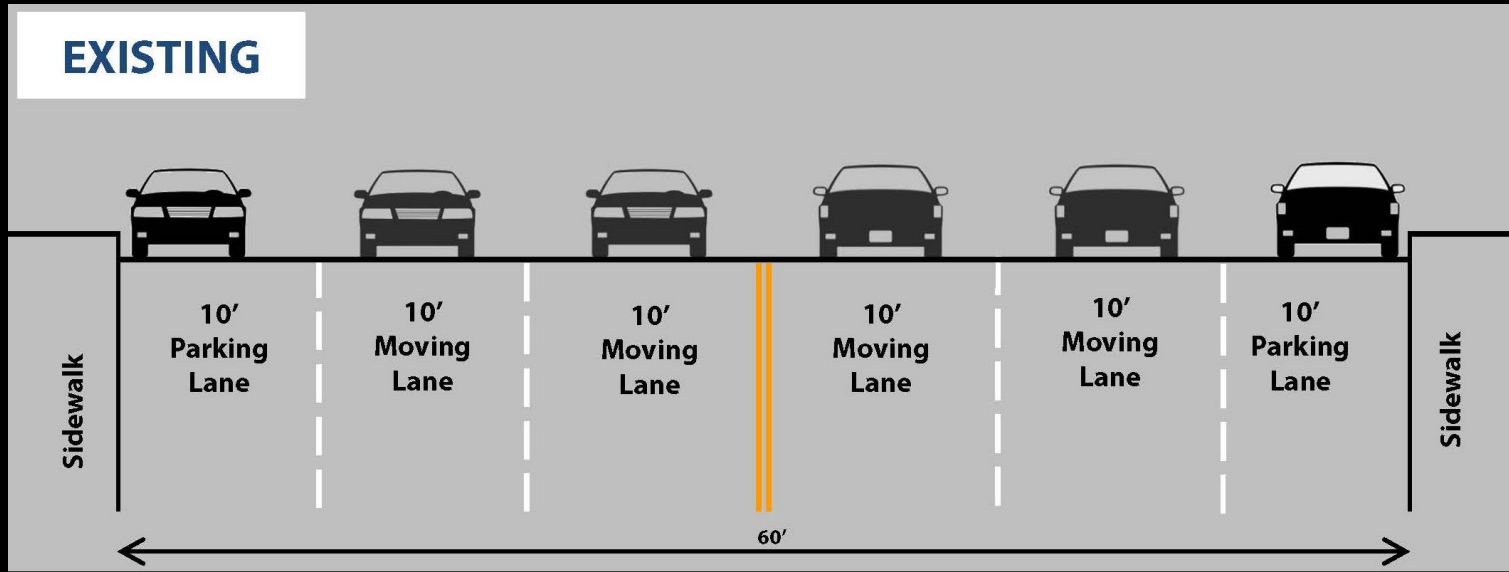 EXISTING
10′
Parking
Lane
10′
Moving
Lane
10′
Moving
Lane
10′
Moving
Lane
10′
Moving
Lane
10′
Parking
Lane
Sidewalk
Sidewalk
60′